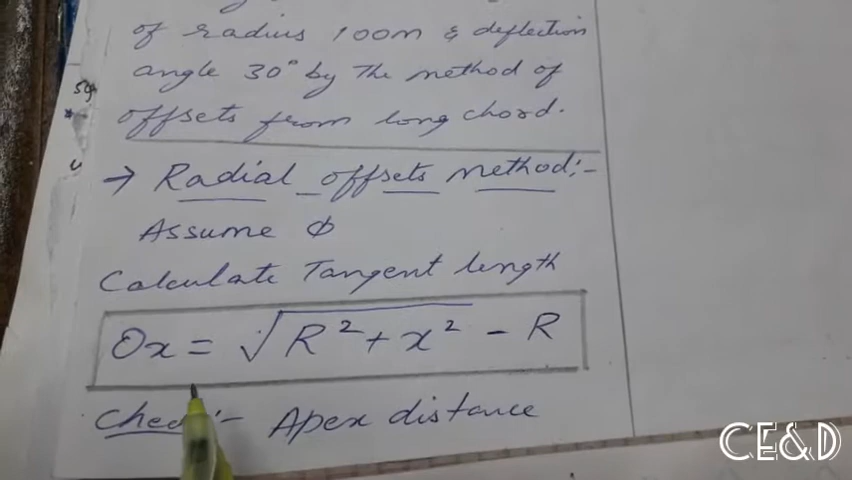 of radius 100m & deflection
angle 30° by the method of
offsets from long chord.
→ Radial offsets method:-
Assume ϕ
Calculate Tangent length
Ox = √R² + x² - R
Check:- Apex distance
CE&D